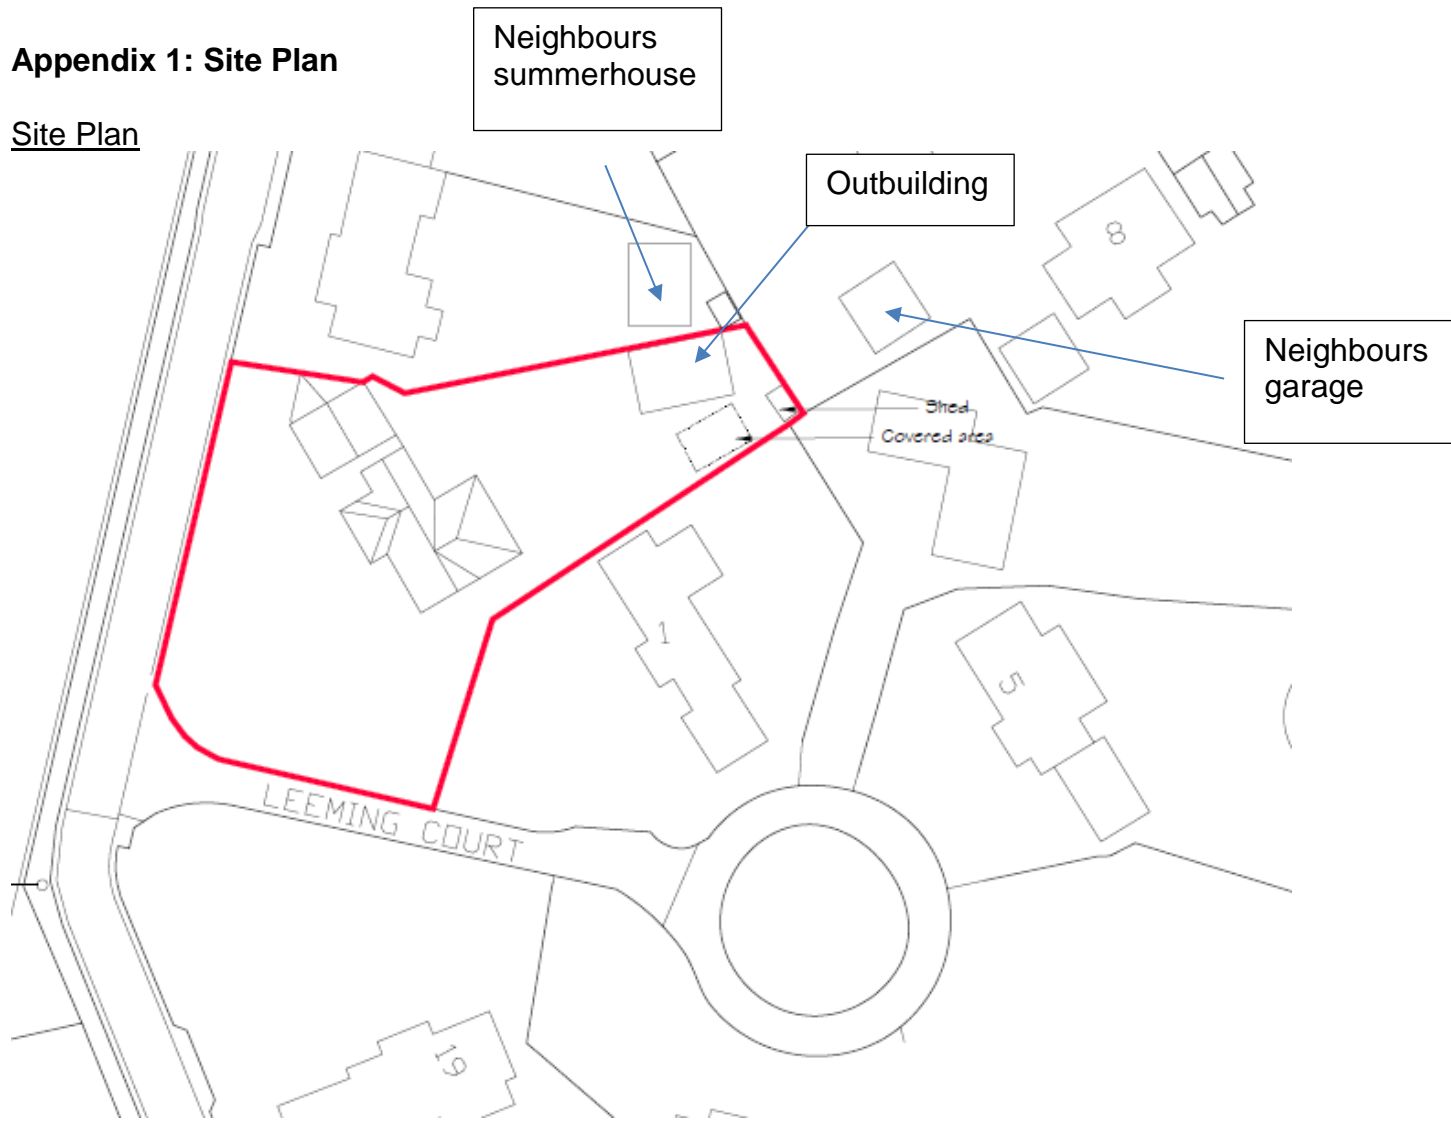 Appendix 1: Site Plan
Site Plan
Neighbours
summerhouse
Outbuilding
Neighbours
garage
8
Shed
Covered area
1
5
LEEMING COURT
19